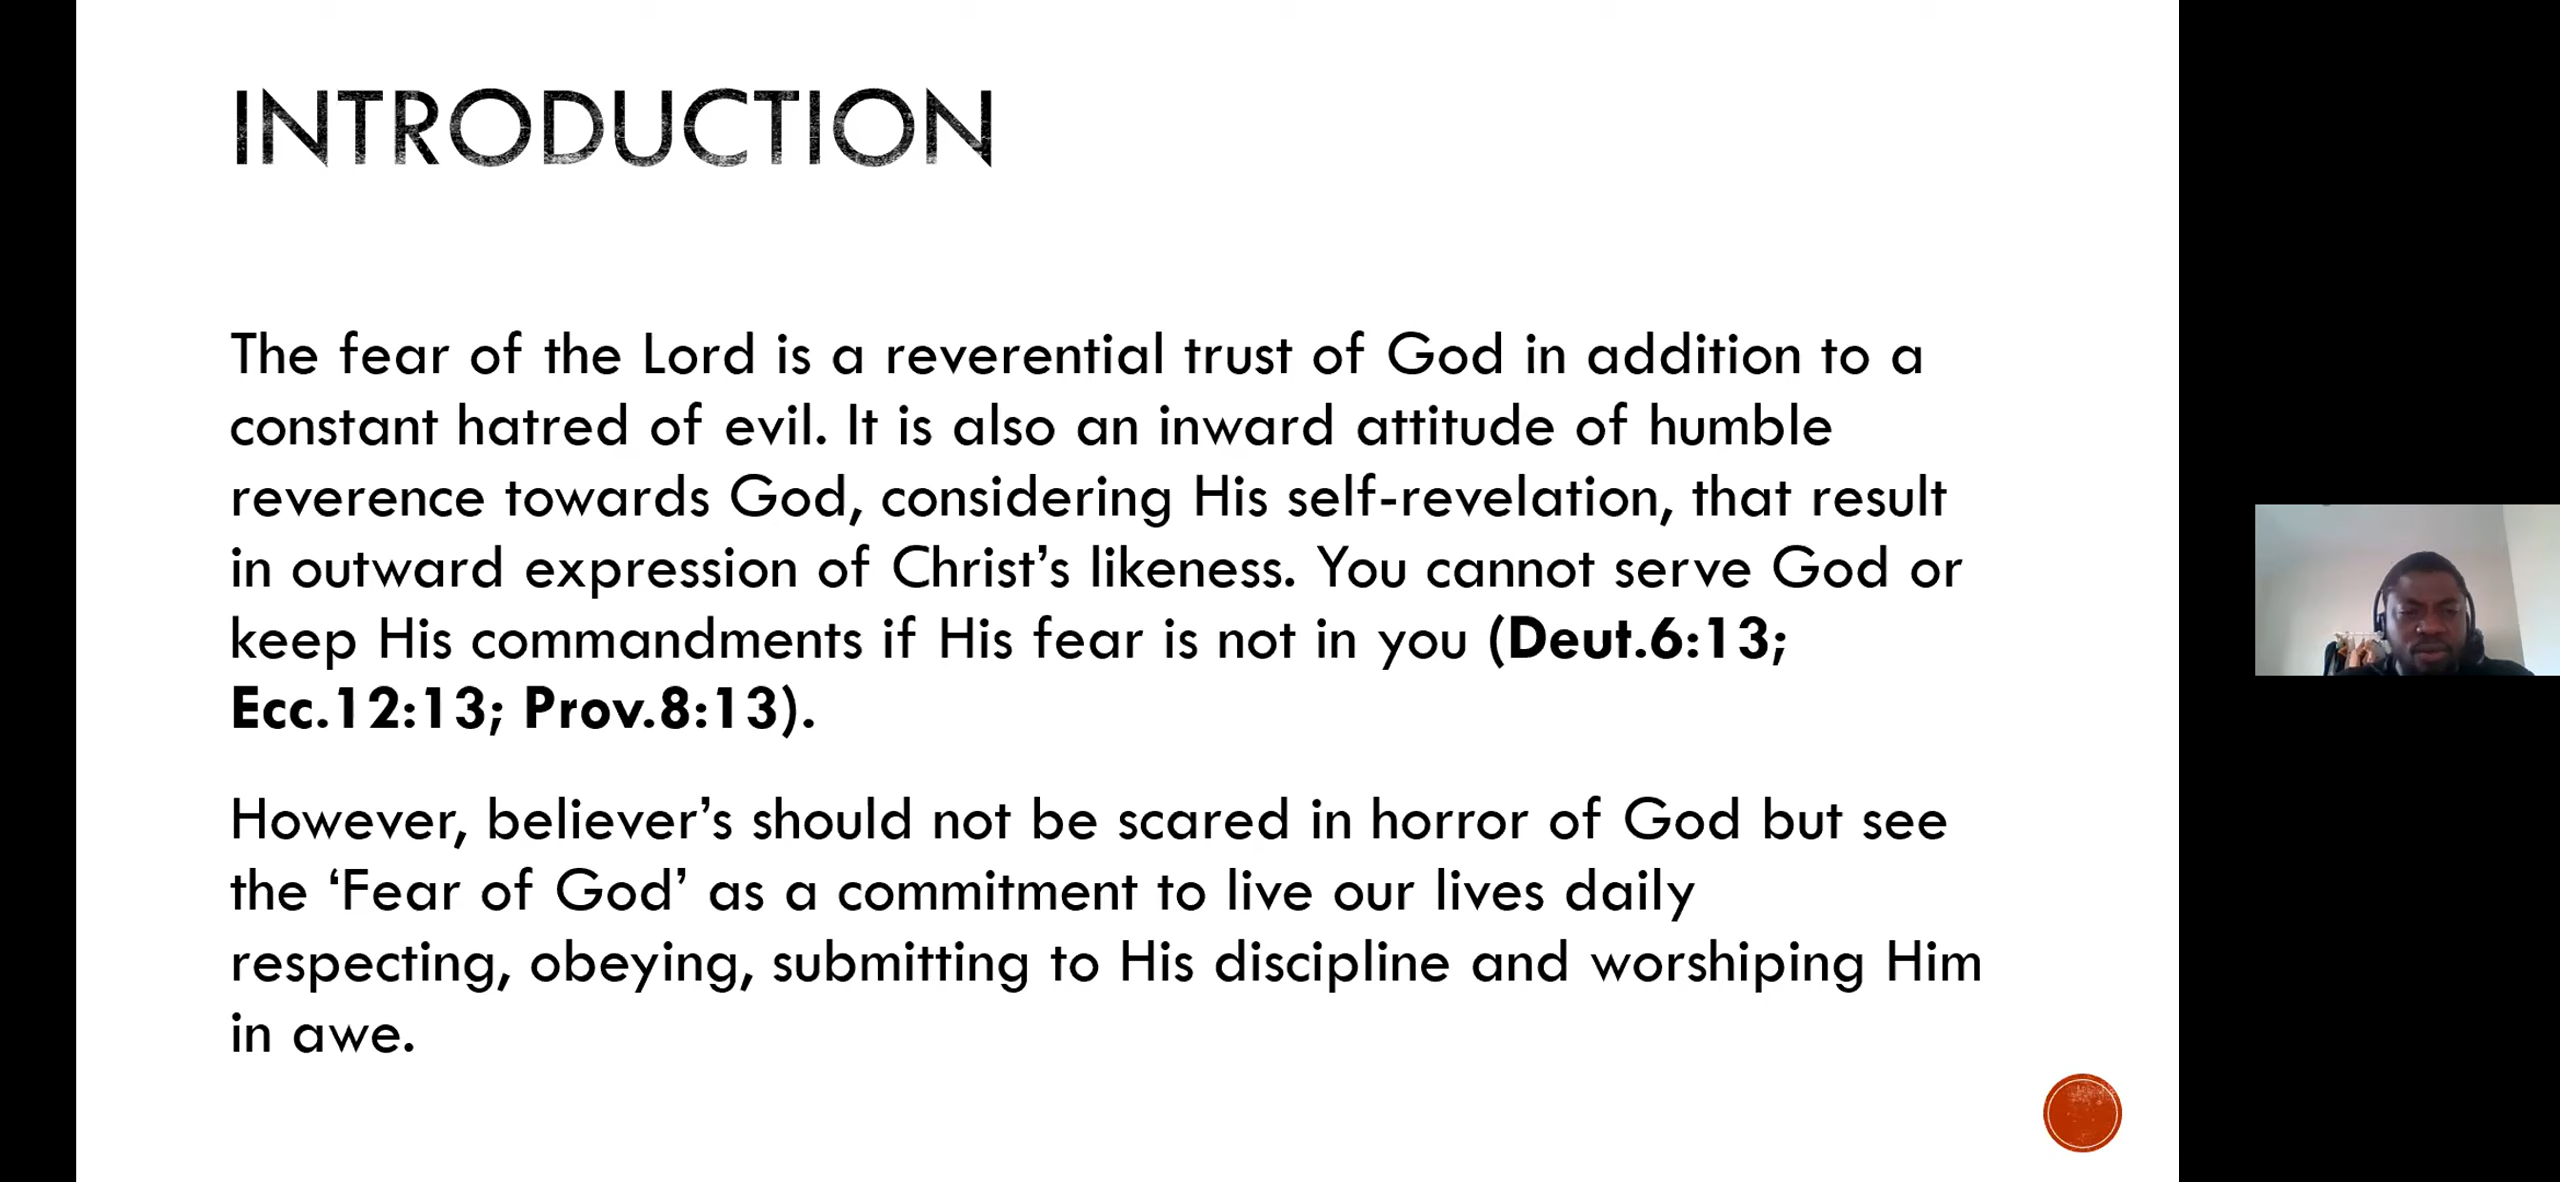 INTRODUCTION
The fear of the Lord is a reverential trust of God in addition to a
constant hatred of evil. It is also an inward attitude of humble
reverence towards God, considering His self-revelation, that result
in outward expression of Christ’s likeness. You cannot serve God or
keep His commandments if His fear is not in you (Deut.6:13;
Ecc.12:13; Prov.8:13).
However, believer’s should not be scared in horror of God but see
the ‘Fear of God’ as a commitment to live our lives daily
respecting, obeying, submitting to His discipline and worshiping Him
in awe.